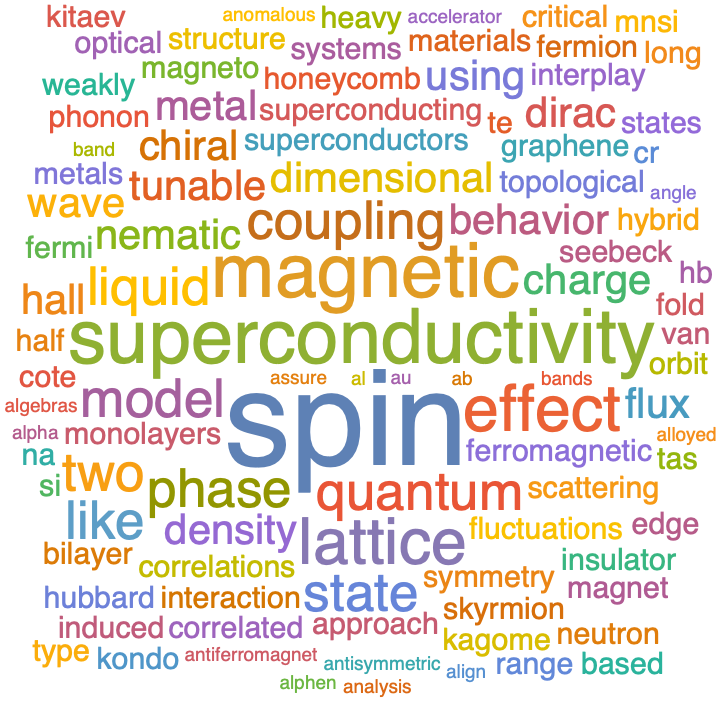 anomalous heavy accelerator critical mnsi
kitaev
optical structure systems materials fermion long
weakly magneto honeycomb using interplay
phonon metal superconducting te dirac states
band chiral superconductors graphene cr
metals tunable dimensional topological angle
wave nematic coupling behavior hybrid
fermi magnetic seebeck hb
hall liquid charge fold
half superconductivity van
orbit
cote assure al au ab bands
algebras model spin effect flux
alpha monolayers ferromagnetic alloyed
na two tas
si phase quantum scattering
like density lattice fluctuations edge
bilayer correlations insulator
hubbard interaction state symmetry magnet
skyrmion
induced correlated approach kagome neutron
type kondo antiferromagnet antisymmetric align range based
alphen analysis